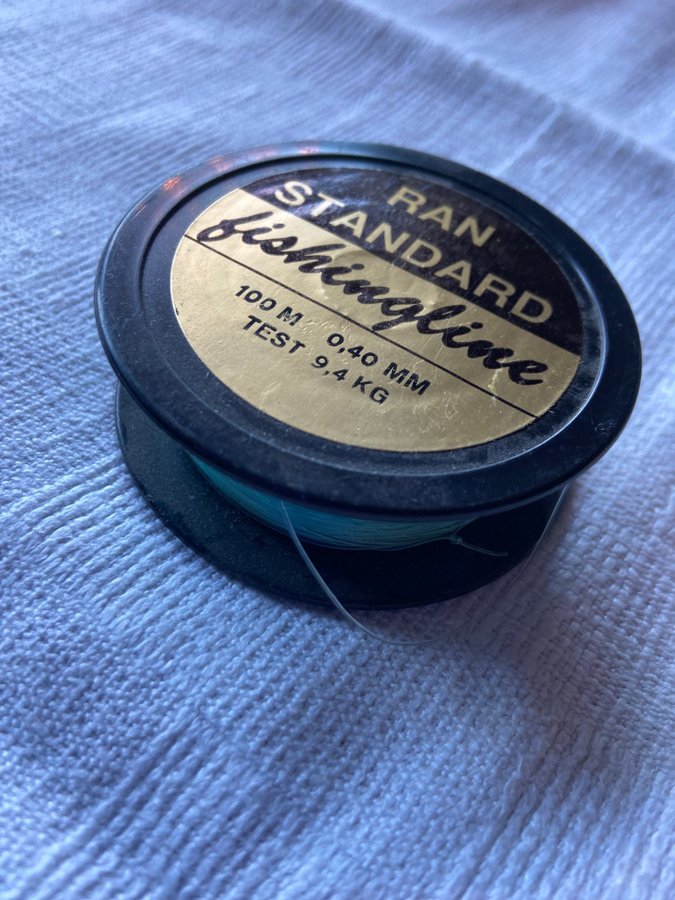 RAN
STANDARD
fishingline
100 M 0,40 MM
TEST 9,4 KG